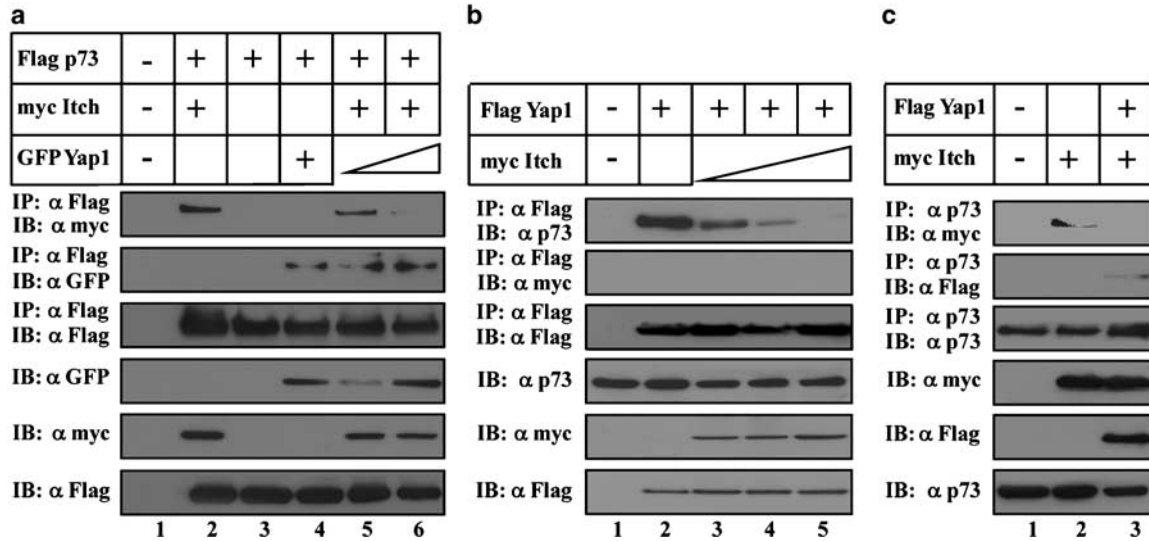 a
Flag p73 - + + + + +
myc Itch - + + +
GFP Yap1 - +
IP: α Flag
IB: α myc
IP: α Flag
IB: α GFP
IP: α Flag
IB: α Flag
IB: α GFP
IB: α myc
IB: α Flag
1 2 3 4 5 6
b
Flag Yap1 - + + + +
myc Itch -
IP: α Flag
IB: α p73
IP: α Flag
IB: α myc
IP: α Flag
IB: α Flag
IB: α p73
IB: α myc
IB: α Flag
1 2 3 4 5
c
Flag Yap1 - +
myc Itch - + +
IP: α p73
IB: α myc
IP: α p73
IB: α Flag
IP: α p73
IB: α p73
IB: α myc
IB: α Flag
IB: α p73
1 2 3